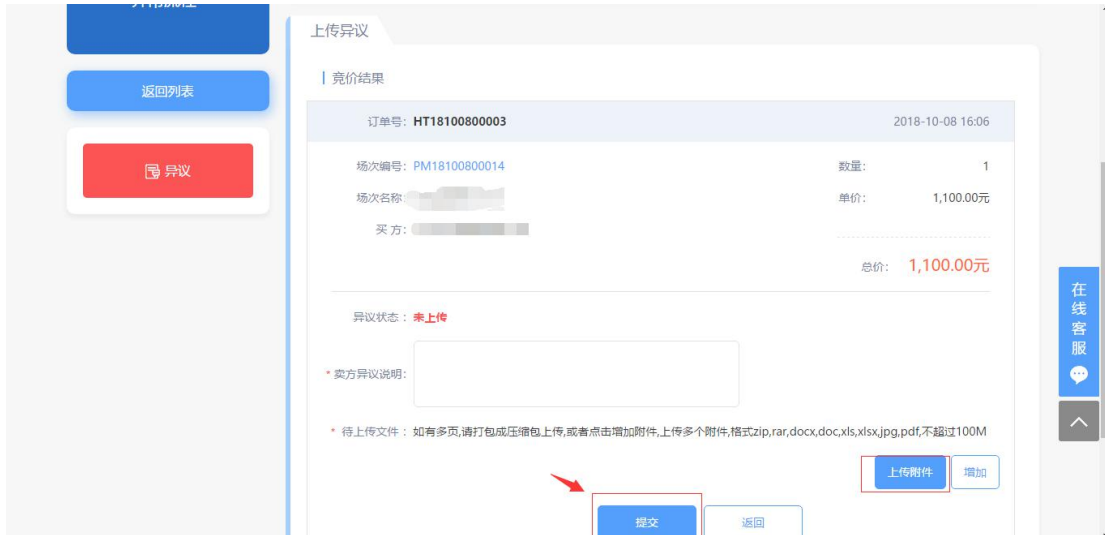 上传异议
竞价结果
返回列表
订单号: HT18100800003 2018-10-08 16:06
异议
场次编号: PM18100800014 数量: 1
场次名称: 单价: 1,100.00元
买 方:
总价: 1,100.00元
在线客服
异议状态 : 未上传
* 卖方异议说明:
* 待上传文件 : 如有多页,请打包成压缩包上传,或者点击增加附件,上传多个附件,格式zip,rar,docx,doc,xls,xlsx,jpg,pdf,不超过100M
上传附件 增加
提交 返回